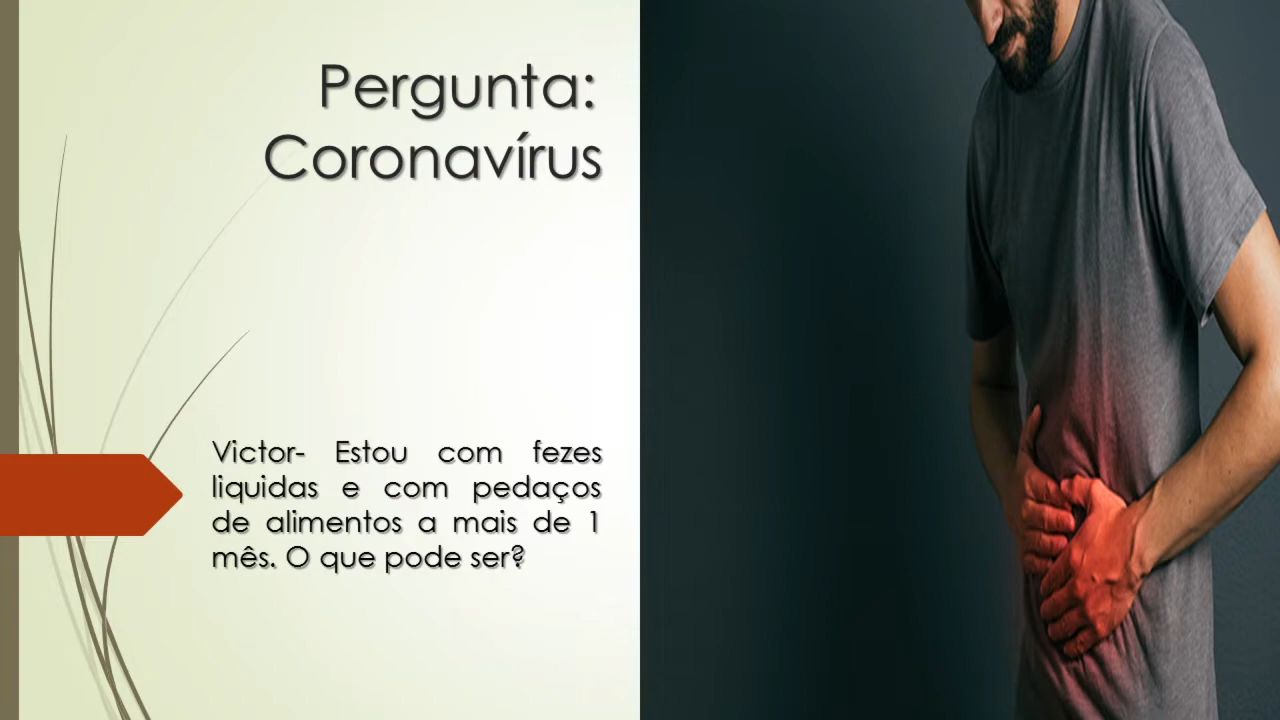 Pergunta:
Coronavírus
Victor- Estou com fezes
liquidas e com pedaços
de alimentos a mais de 1
mês. O que pode ser?